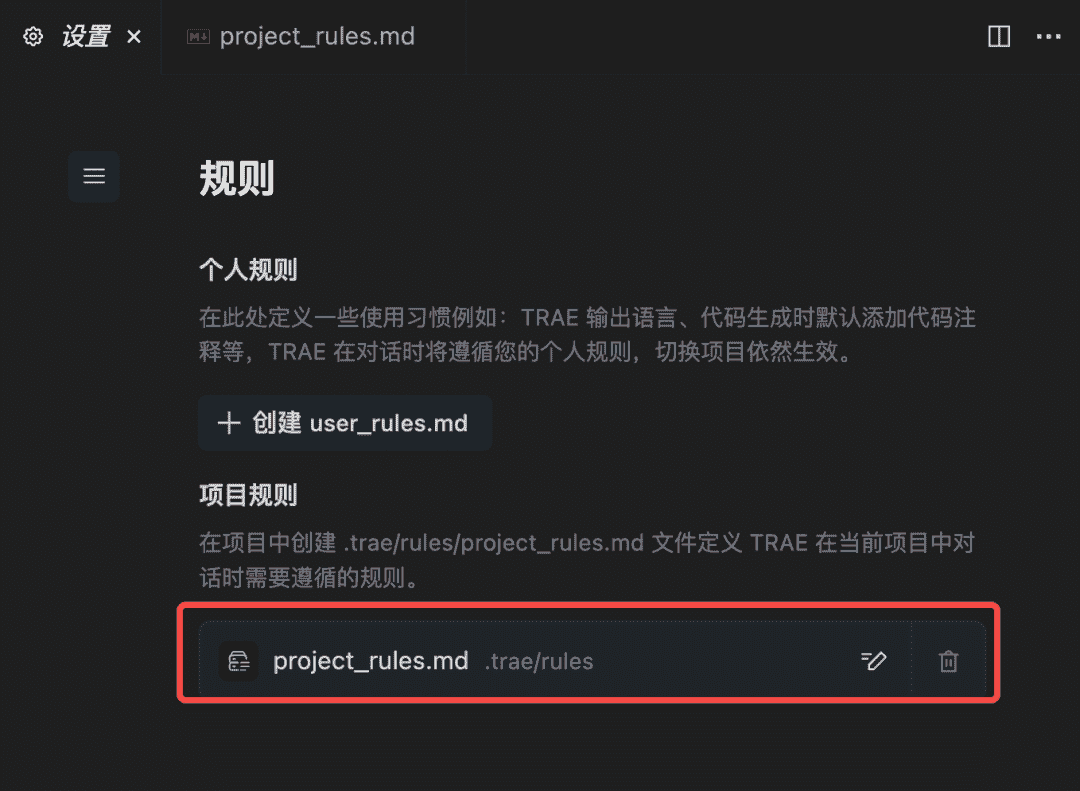 设置
project_rules.md
规则
个人规则
在此处定义一些使用习惯例如：TRAE 输出语言、代码生成时默认添加代码注
释等，TRAE 在对话时将遵循您的个人规则，切换项目依然生效。
创建 user_rules.md
项目规则
在项目中创建 .trae/rules/project_rules.md 文件定义 TRAE 在当前项目中对
话时需要遵循的规则。
project_rules.md .trae/rules